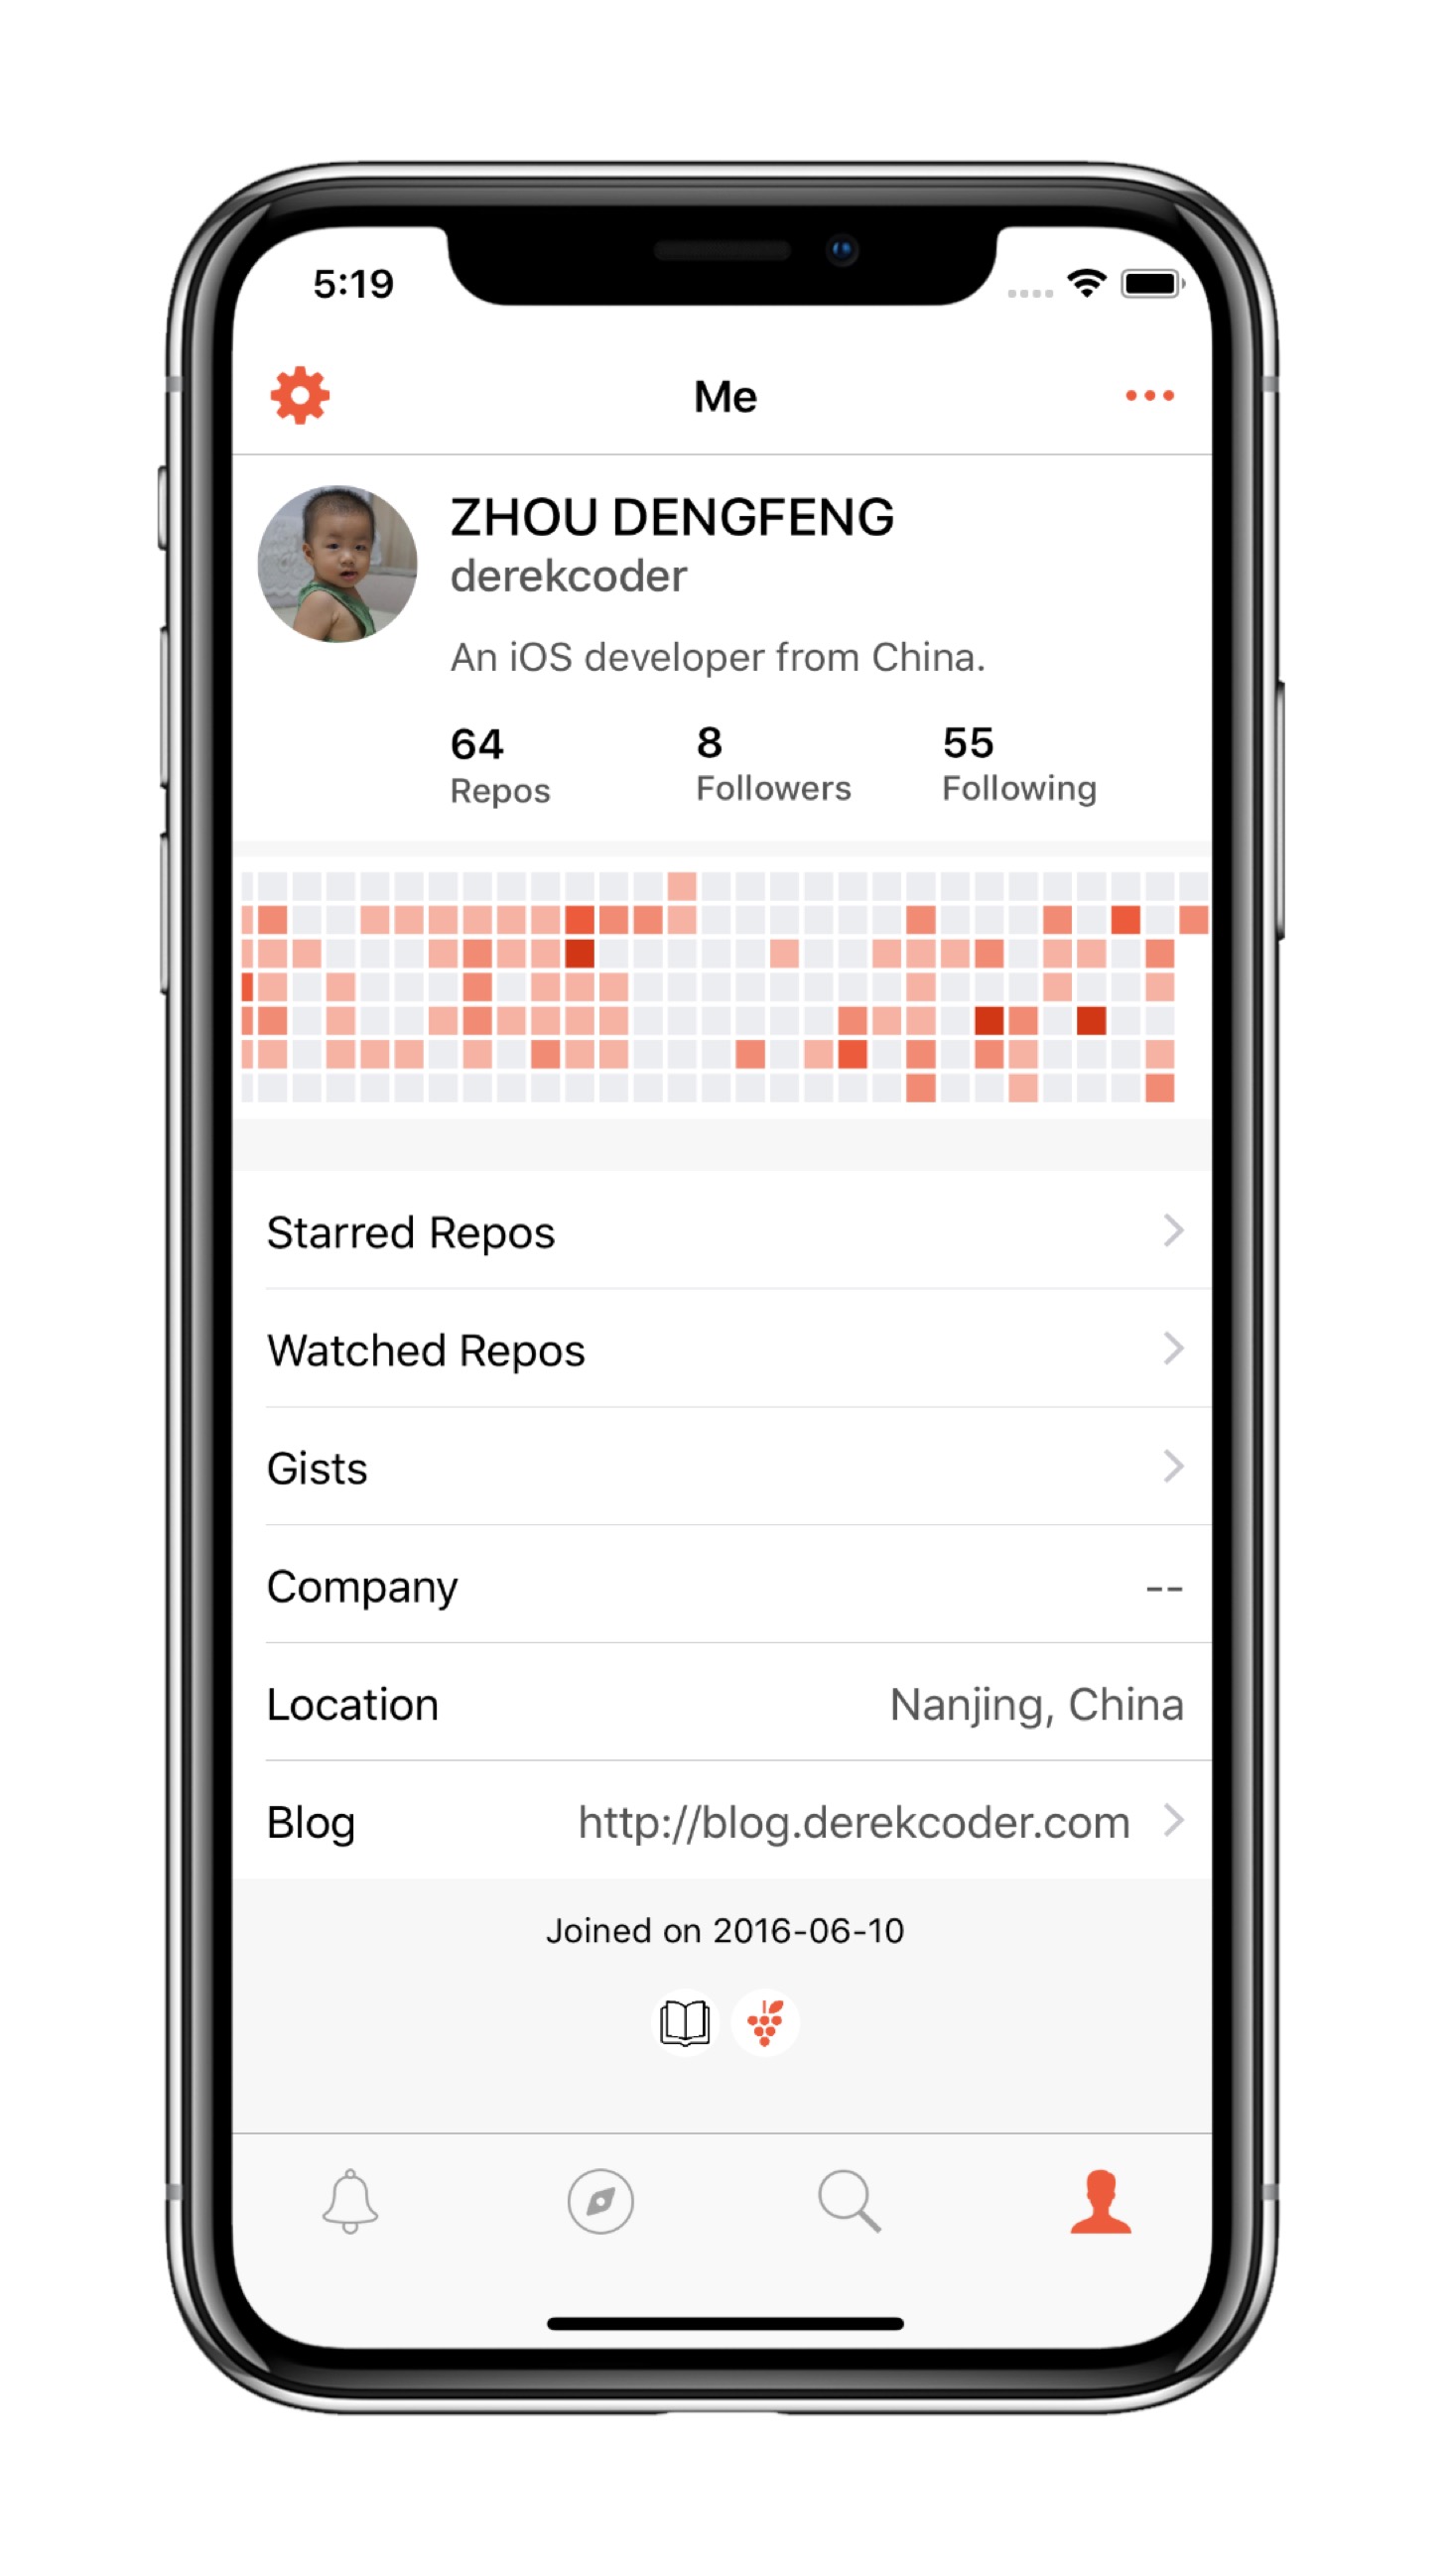 5:19
Me
ZHOU DENGFENG
derekcoder
An iOS developer from China.
64 8 55
Repos Followers Following
Starred Repos
Watched Repos
Gists
Company --
Location Nanjing, China
Blog http://blog.derekcoder.com
Joined on 2016-06-10